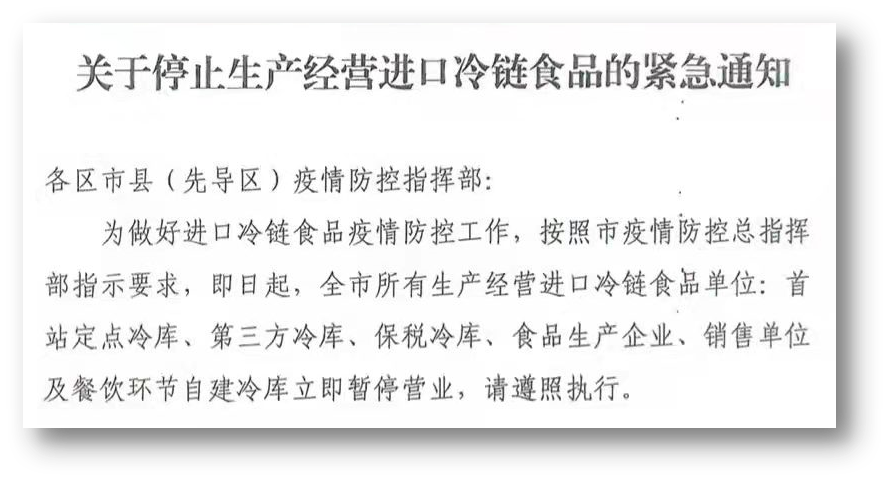 关于停止生产经营进口冷链食品的紧急通知
各区市县（先导区）疫情防控指挥部：
为做好进口冷链食品疫情防控工作，按照市疫情防控总指挥
部指示要求，即日起，全市所有生产经营进口冷链食品单位：首
站定点冷库、第三方冷库、保税冷库、食品生产企业、销售单位
及餐饮环节自建冷库立即暂停营业，请遵照执行。